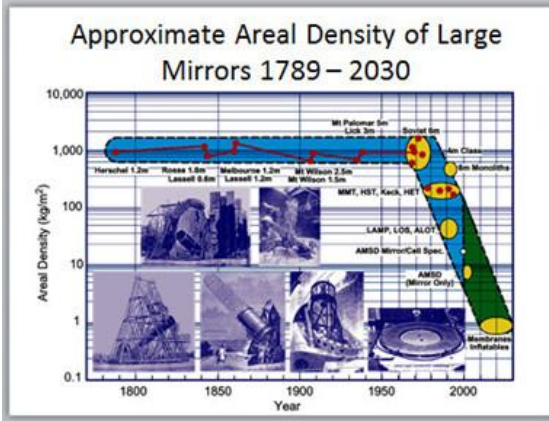 Approximate Areal Density of Large
Mirrors 1789 – 2030
10,000
1,000
100
10
1
0.1
Areal Density (kg/m²)
Mt Palomar 5m
Lick 3m
Soviet 6m
4m Class
8m Monoliths
Herschel 1.2m
Rosse 1.8m
Lassell 0.6m
Melbourne 1.2m
Lassell 1.2m
Mt Wilson 2.5m
Mt Wilson 1.5m
MMT, HST, Keck, HET
LAMP, LOS, ALOT
AMSD Mirror/Cell Spec.
AMSD
(Mirror Only)
Membranes
Inflatables
1800
1850
1900
1950
2000
Year